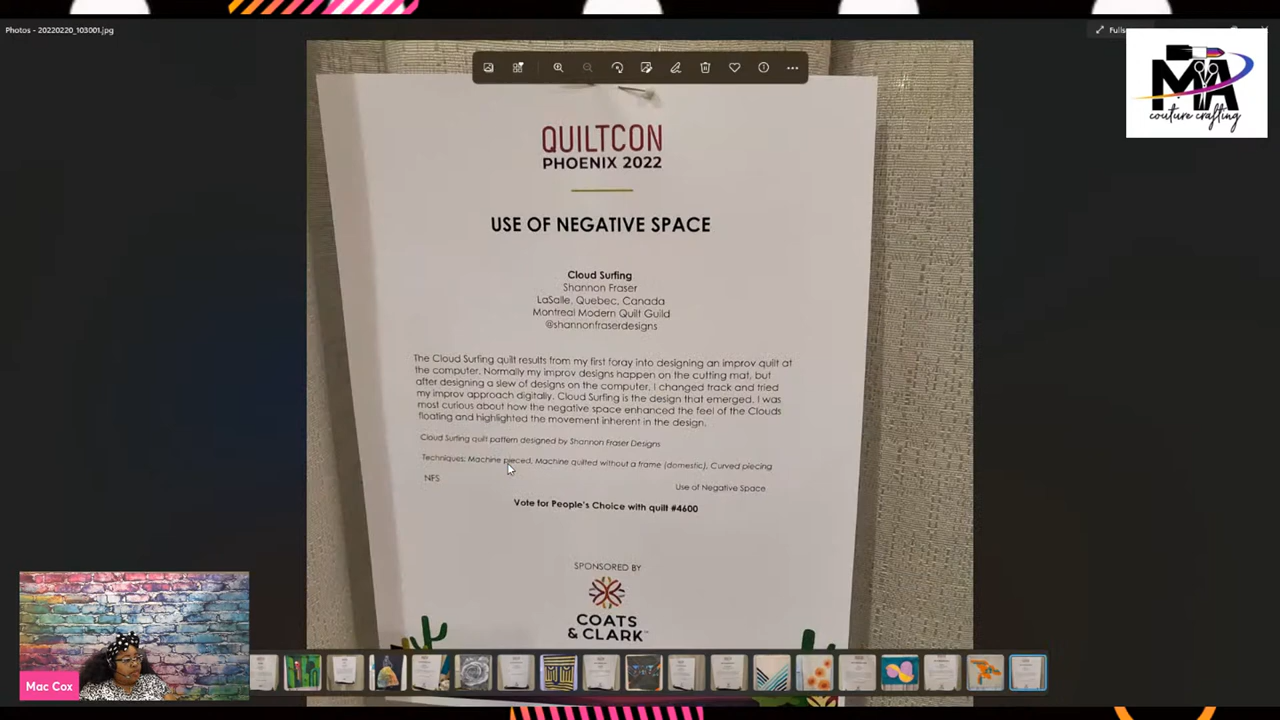 Photos - 20220220_103001.jpg
MA
couture crafting
QUILTCON
PHOENIX 2022
USE OF NEGATIVE SPACE
Cloud Surfing
Shannon Fraser
LaSalle, Quebec, Canada
Montreal Modern Quilt Guild
@shannonfraserdesigns
The Cloud Surfing quilt results from my first foray into designing an improv quilt at
the computer. Normally my improv designs happen on the cutting mat, but
after designing a slew of designs on the computer, I changed track and tried
my improv approach digitally. Cloud Surfing is the design that emerged. I was
most curious about how the negative space enhanced the feel of the Clouds
floating and highlighted the movement inherent in the design.
Cloud Surfing quilt pattern designed by Shannon Fraser Designs
Techniques: Machine pieced, Machine quilted without a frame (domestic), Curved piecing
NFS
Use of Negative Space
Vote for People's Choice with quilt #4600
SPONSORED BY
COATS
& CLARK
Mac Cox